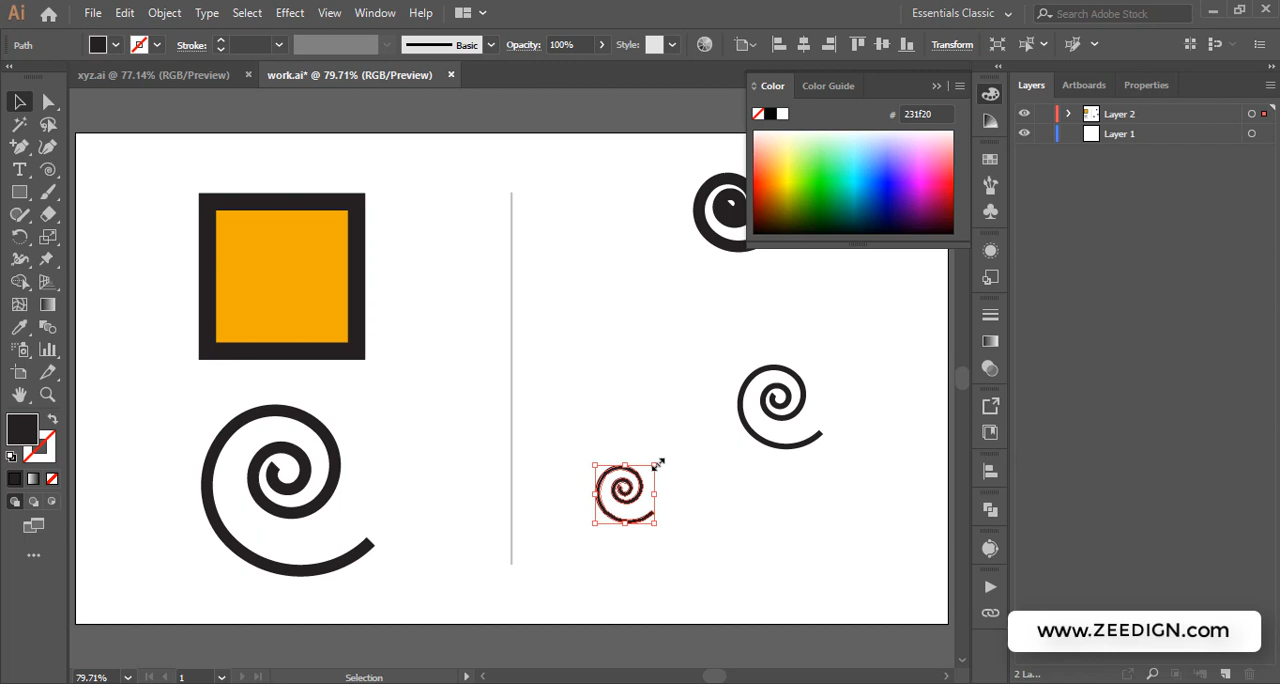 Ai File Edit Object Type Select Effect View Window Help Essentials Classic Search Adobe Stock
Path Stroke: Basic Opacity: 100% Style: Transform
xyz.ai @ 77.14% (RGB/Preview) work.ai* @ 79.71% (RGB/Preview)
Color Color Guide
# 231f20
Layers Artboards Properties
Layer 2
Layer 1
www.ZEEDIGN.com
79.71% 1 Selection
2 La...